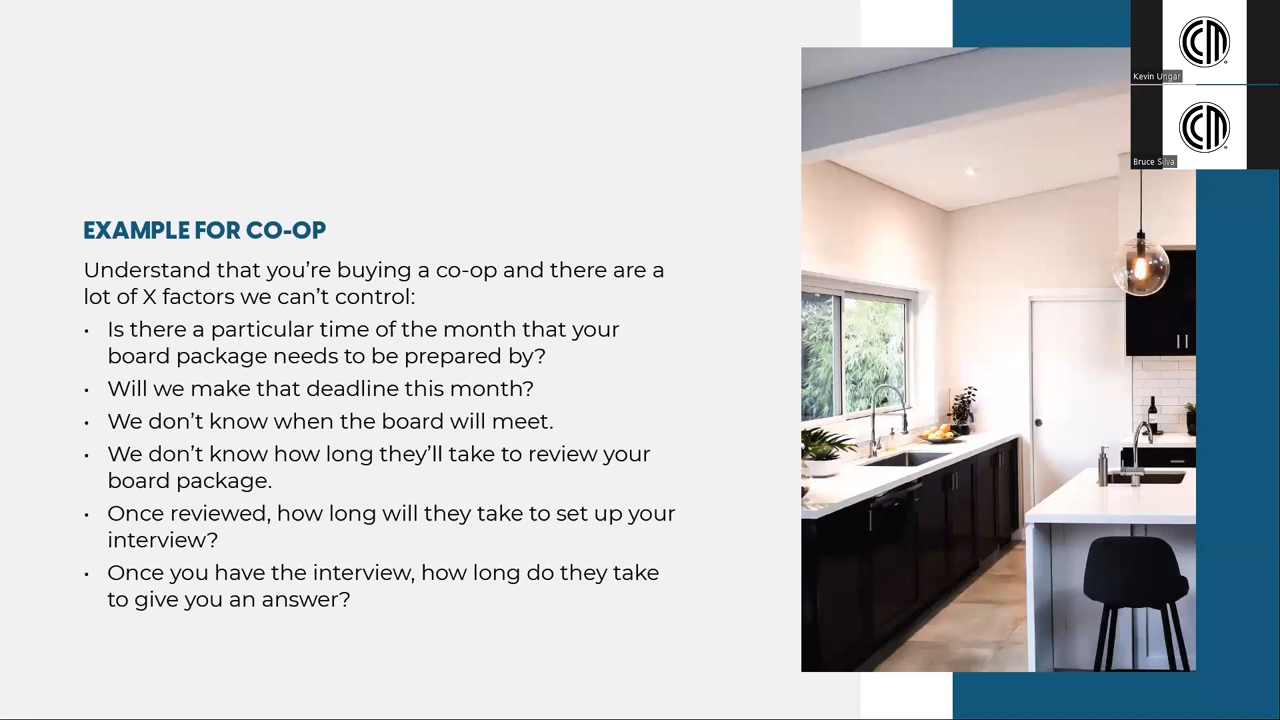 EXAMPLE FOR CO-OP
Understand that you’re buying a co-op and there are a
lot of X factors we can’t control:
• Is there a particular time of the month that your
board package needs to be prepared by?
• Will we make that deadline this month?
• We don’t know when the board will meet.
• We don’t know how long they’ll take to review your
board package.
• Once reviewed, how long will they take to set up your
interview?
• Once you have the interview, how long do they take
to give you an answer?
CM
Kevin Ungar
CM
Bruce Silva